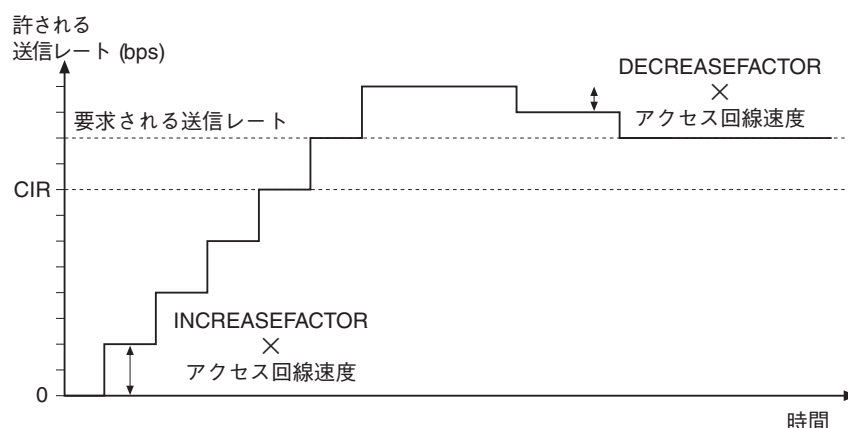 許される
送信レート (bps)
DECREASEFACTOR
×
アクセス回線速度
要求される送信レート
CIR
INCREASEFACTOR
×
アクセス回線速度
0
時間